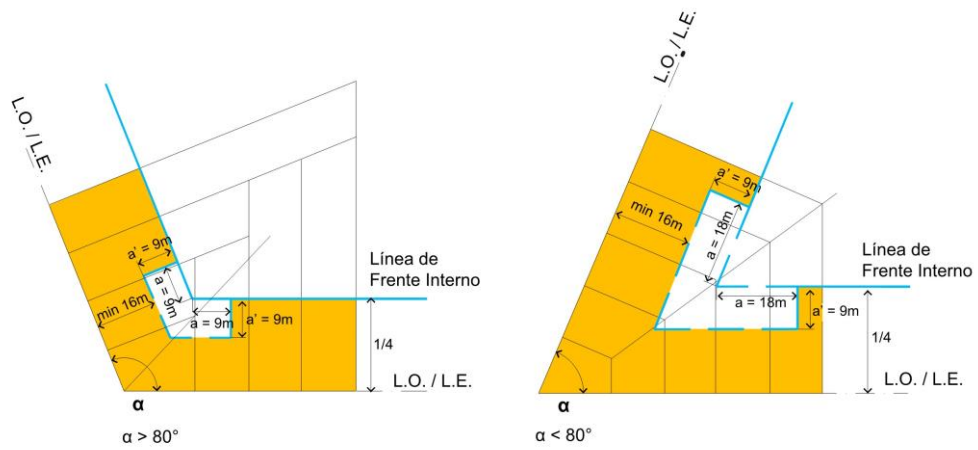 L.O. / L.E.
a' = 9m
a = 9m
min 16m
a = 9m
a' = 9m
Línea de
Frente Interno
1/4
L.O. / L.E.
α
α > 80°
L.O. / L.E.
a' = 9m
min 16m
a = 18m
Línea de
Frente Interno
a = 18m
a' = 9m
1/4
L.O. / L.E.
α
α < 80°